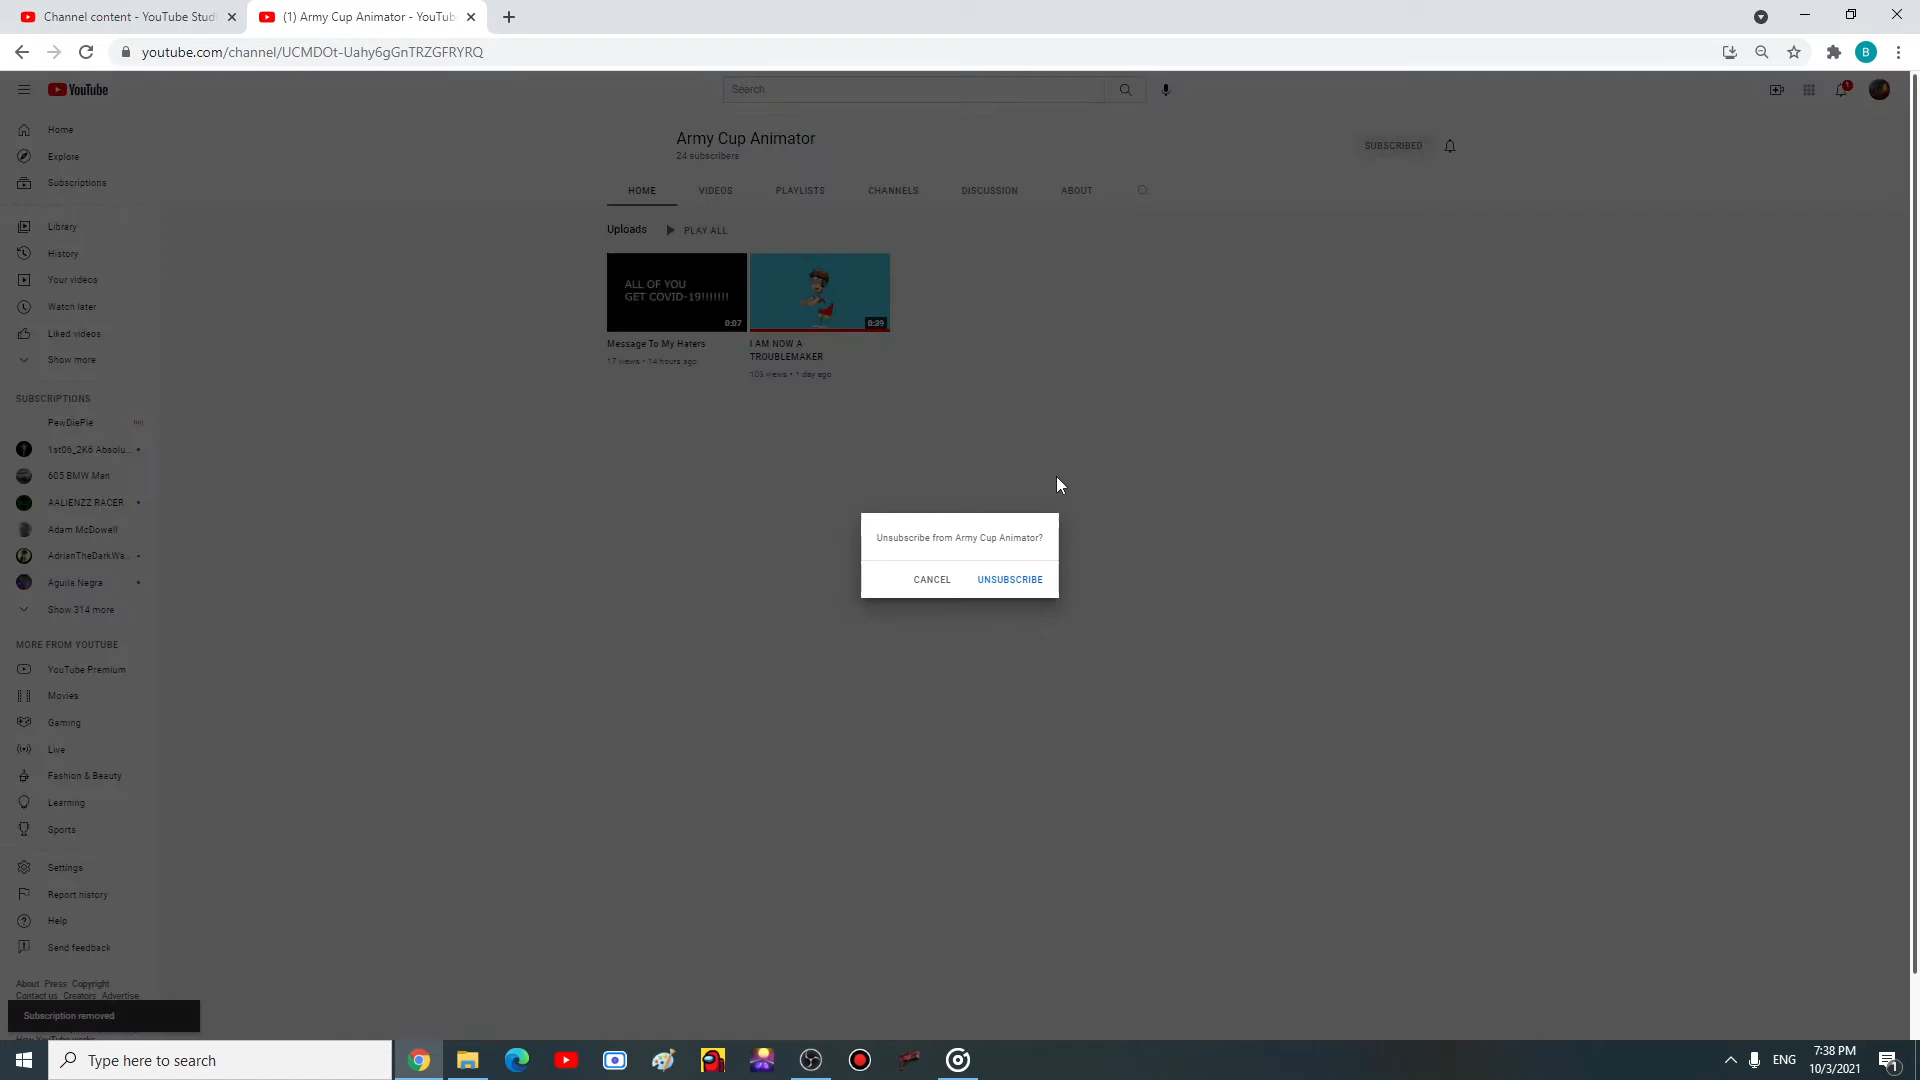 Channel content - YouTube Studi
(1) Army Cup Animator - YouTub
youtube.com/channel/UCMDOt-Uahy6gGnTRZGFRYRQ
B
YouTube
Search
1
Home
Explore
Subscriptions
Library
History
Your videos
Watch later
Liked videos
Show more
SUBSCRIPTIONS
PewDiePie
1st06_2K6 Absolu...
605 BMW Man
AALIENZZ RACER
Adam McDowell
AdrianTheDarkWa...
Aguiia.Negra
Show 314 more
MORE FROM YOUTUBE
YouTube Premium
Movies
Gaming
Live
Fashion & Beauty
Learning
Sports
Settings
Report history
Help
Send feedback
About Press Copyright
Contact us Creators Advertise
Subscription removed
Army Cup Animator
24 subscribers
SUBSCRIBED
HOME VIDEOS PLAYLISTS CHANNELS DISCUSSION ABOUT
Uploads PLAY ALL
ALL OF YOU
GET COVID-19!!!!!!!
0:07
Message To My Haters
17 views • 14 hours ago
0:39
I AM NOW A
TROUBLEMAKER
103 views • 1 day ago
Unsubscribe from Army Cup Animator?
CANCEL UNSUBSCRIBE
Type here to search
ENG
7:38 PM
10/3/2021
1